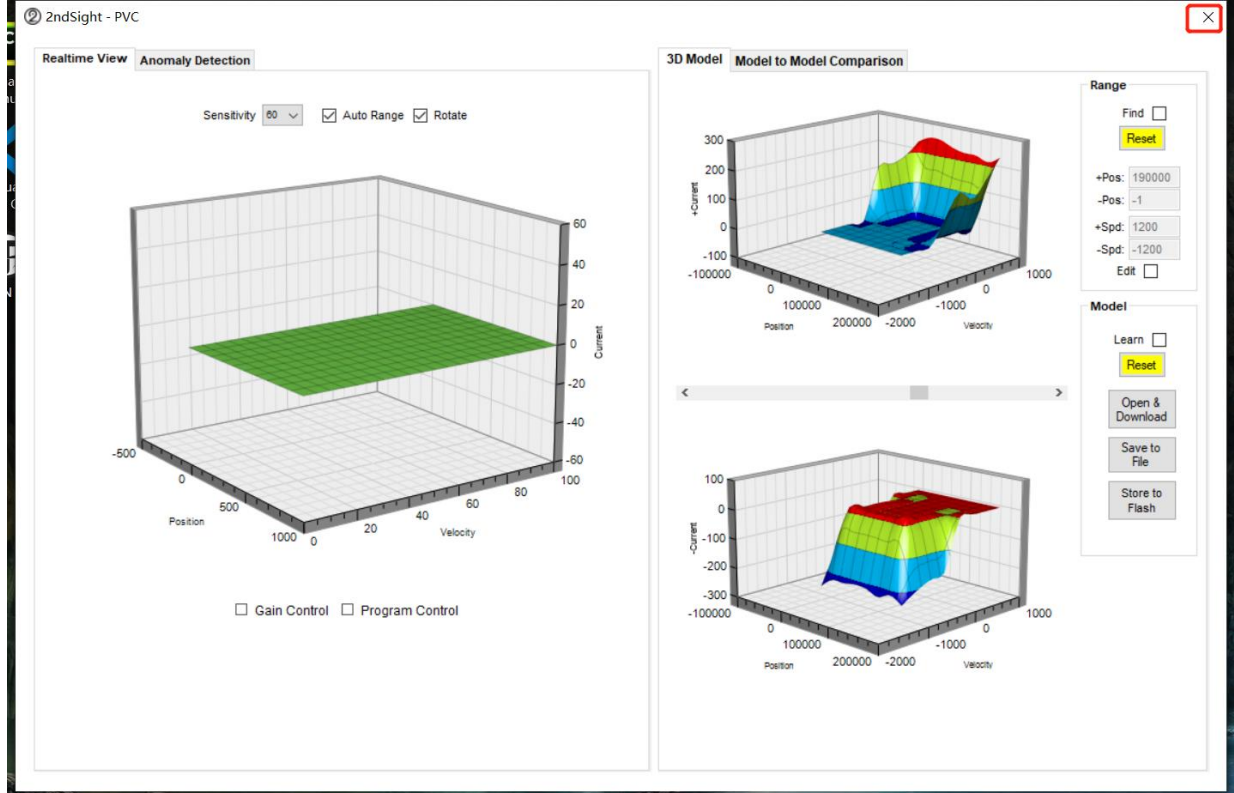 2ndSight - PVC
Realtime View Anomaly Detection
Sensitivity 60 Auto Range Rotate
60
40
20
0
-20
-40
-60
Current
-500
0
500
1000
Position
0
20
40
60
80
100
Velocity
Gain Control Program Control
3D Model Model to Model Comparison
300
200
100
0
-100
+Current
-100000
0
100000
200000
Position
-2000
-1000
0
1000
Velocity
100
0
-100
-200
-300
-Current
-100000
0
100000
200000
Position
-2000
-1000
0
1000
Velocity
Range
Find
Reset
+Pos: 190000
-Pos: -1
+Spd: 1200
-Spd: -1200
Edit
Model
Learn
Reset
Open &
Download
Save to
File
Store to
Flash